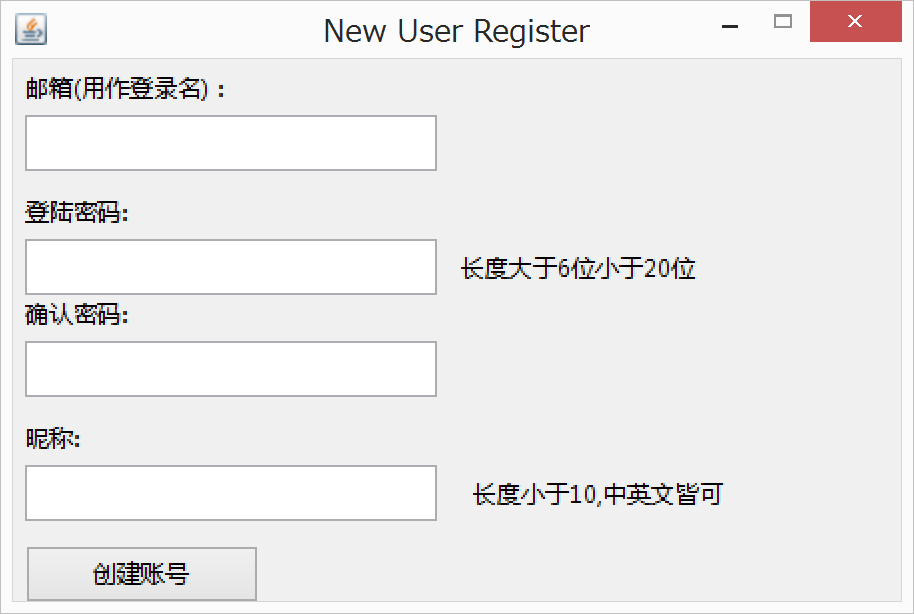 New User Register
邮箱(用作登录名)：
登陆密码:
长度大于6位小于20位
确认密码:
昵称:
长度小于10,中英文皆可
创建账号